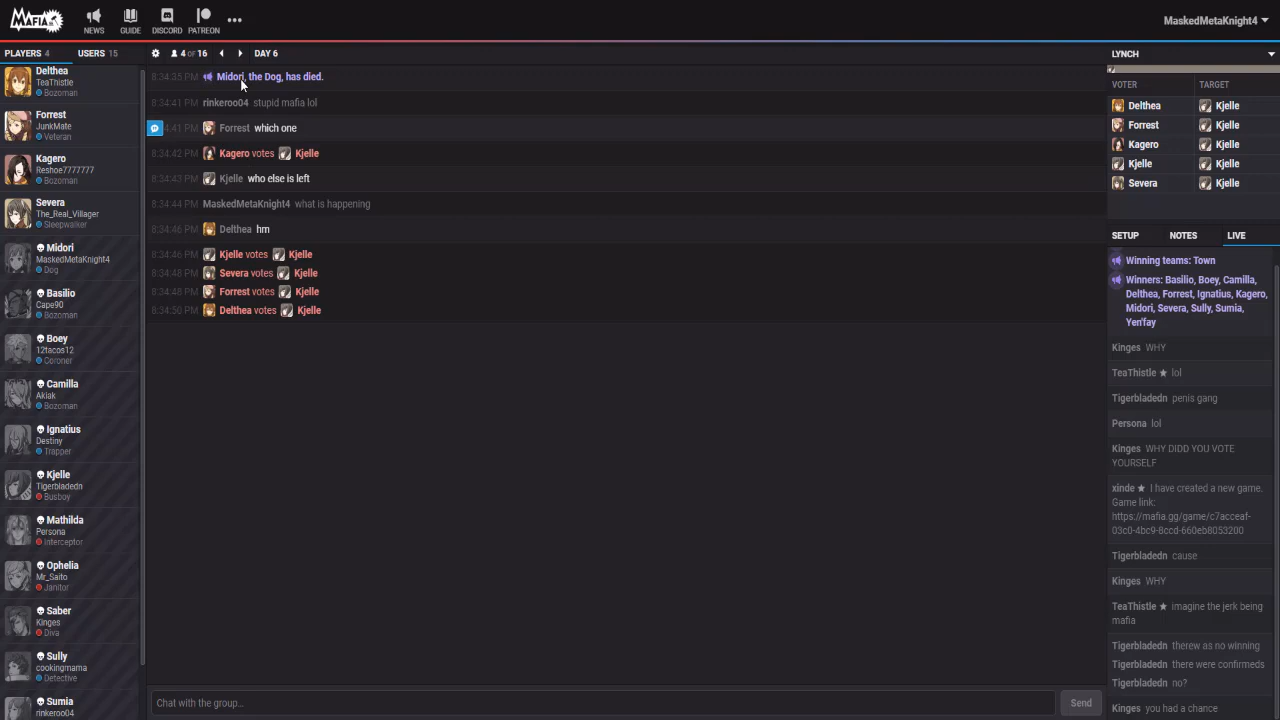 MAFIA.gg
NEWS
GUIDE
DISCORD
PATREON
MaskedMetaKnight4
PLAYERS 4
USERS 15
4 OF 16
DAY 6
Delthea
TeaThistle
Bozoman
Forrest
JunkMate
Veteran
Kagero
Reshoe7777777
Bozoman
Severa
The_Real_Villager
Sleepwalker
Midori
MaskedMetaKnight4
Dog
Basilio
Cape90
Bozoman
Boey
12tacos12
Coroner
Camilla
Akiak
Bozoman
Ignatius
Destiny
Trapper
Kjelle
Tigerbladedn
Busboy
Mathilda
Persona
Interceptor
Ophelia
Mr_Saito
Janitor
Saber
Kinges
Diva
Sully
cookingmama
Detective
Sumia
rinkeroo04
8:34:35 PM Midori, the Dog, has died.
8:34:41 PM rinkeroo04 stupid mafia lol
4:41 PM Forrest which one
8:34:42 PM Kagero votes Kjelle
8:34:43 PM Kjelle who else is left
8:34:44 PM MaskedMetaKnight4 what is happening
8:34:46 PM Delthea hm
8:34:46 PM Kjelle votes Kjelle
8:34:48 PM Severa votes Kjelle
8:34:48 PM Forrest votes Kjelle
8:34:50 PM Delthea votes Kjelle
Chat with the group...
Send
LYNCH
VOTER TARGET
Delthea Kjelle
Forrest Kjelle
Kagero Kjelle
Kjelle Kjelle
Severa Kjelle
SETUP NOTES LIVE
Winning teams: Town
Winners: Basilio, Boey, Camilla,
Delthea, Forrest, Ignatius, Kagero,
Midori, Severa, Sully, Sumia,
Yen'fay
Kinges WHY
TeaThistle ★ lol
Tigerbladedn penis gang
Persona lol
Kinges WHY DIDD YOU VOTE
YOURSELF
xinde ★ I have created a new game.
Game link:
https://mafia.gg/game/c7acceaf-
03c0-4bc9-8ccd-660eb8053200
Tigerbladedn cause
Kinges WHY
TeaThistle ★ imagine the jerk being
mafia
Tigerbladedn therew as no winning
Tigerbladedn there were confirmeds
Tigerbladedn no?
Kinges you had a chance